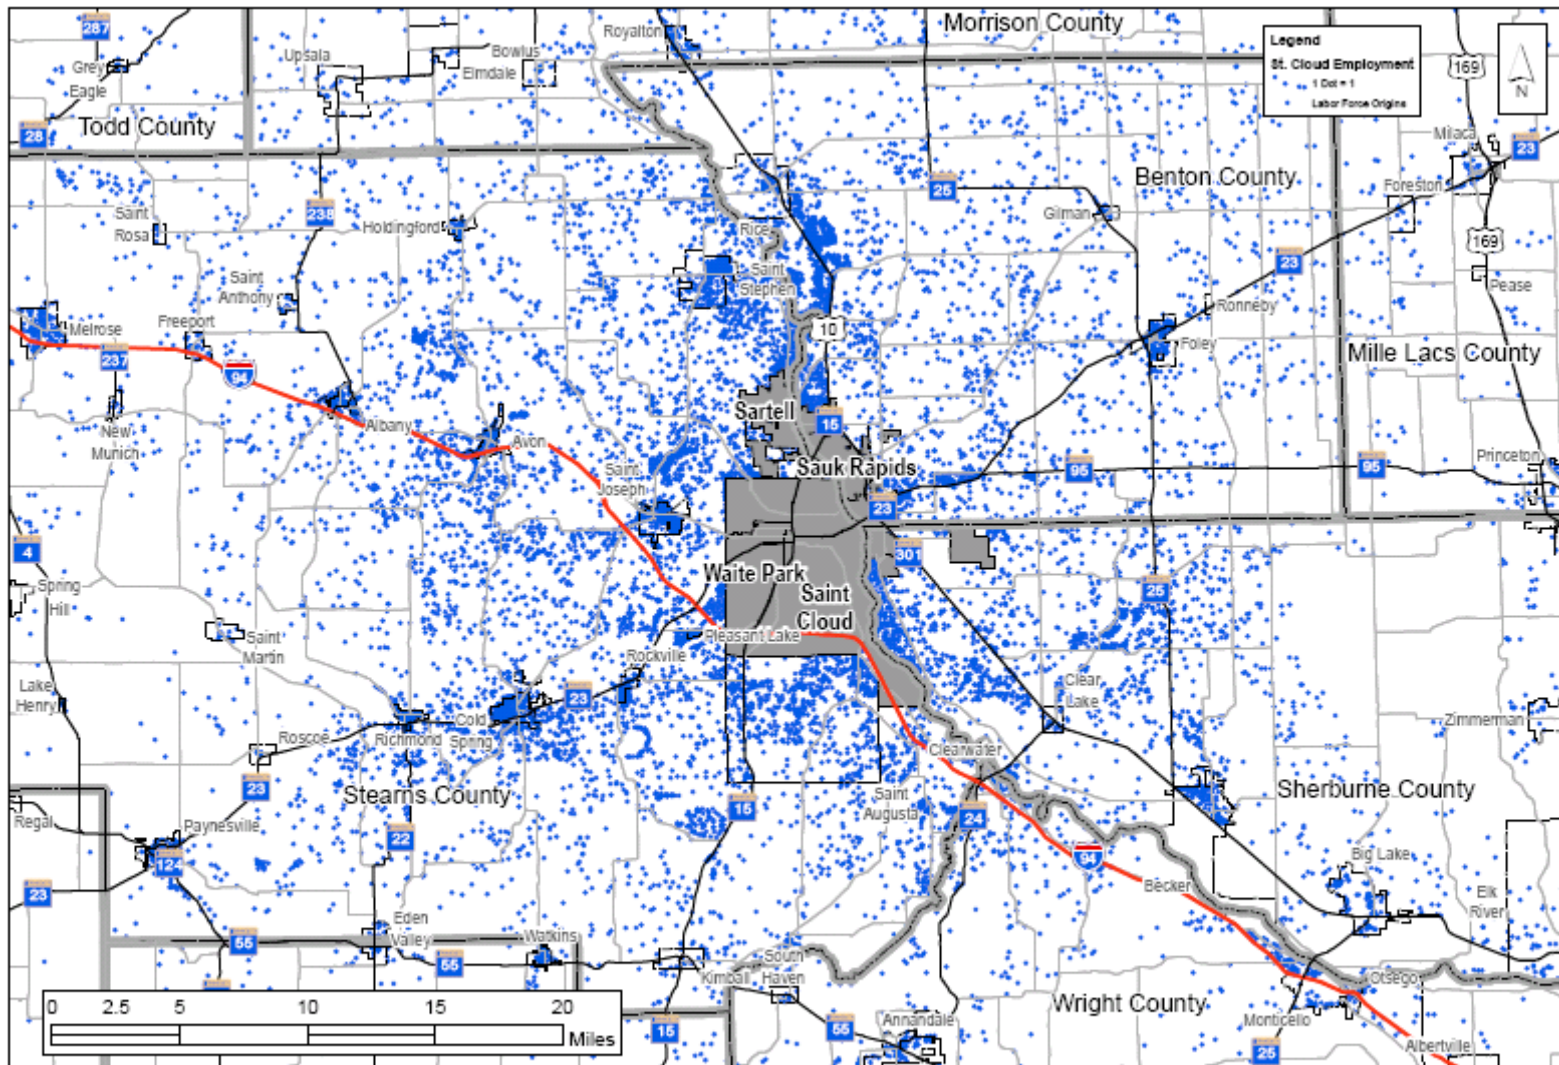 Morrison County
Legend
St. Cloud Employment
1 Dot = 1
Labor Force Origins
N
287
Grey
Eagle
Upsala
Bowlus
Elmdale
Royalton
169
28
Todd County
Milaca
23
Benton County
Foreston
25
Saint
Rosa
238
Holdingford
Gilman
Rice
169
23
Saint
Stephen
Saint
Anthony
Pease
Ronneby
Melrose
Freeport
10
Foley
237
94
Mille Lacs County
Sartell
15
New
Munich
Albany
Avon
Saint
Joseph
Sauk Rapids
95
95
Princeton
23
4
301
Spring
Hill
Waite Park
Saint
Cloud
25
Saint
Martin
Pleasant Lake
Rockville
Lake
Henry
23
Clear
Lake
Cold
Spring
Roscoe
Richmond
Zimmerman
Clearwater
23
Stearns County
15
Saint
Augusta
24
Sherburne County
Regal
Paynesville
22
124
94
Big Lake
Becker
23
Elk
River
Eden
Valley
55
Watkins
55
Kimball
South
Haven
Otsego
0
2.5
5
10
15
20
Miles
Wright County
15
55
Annandale
Monticello
25
Albertville